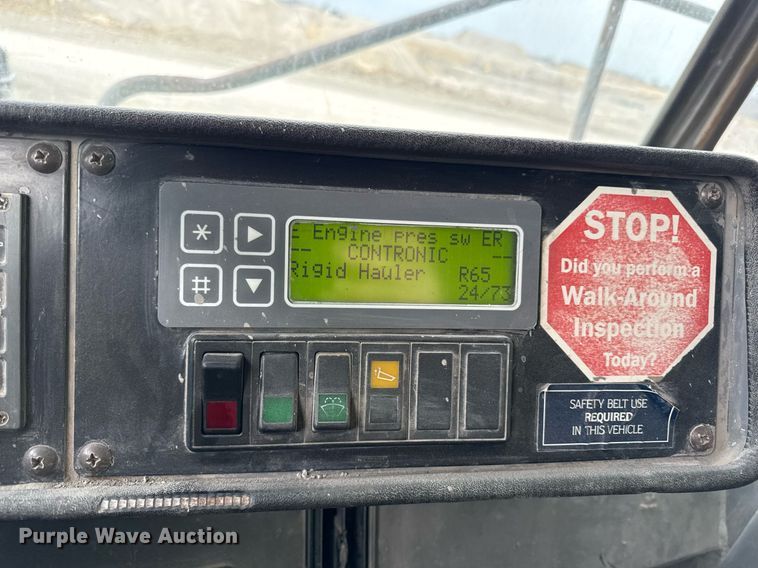 E Engine pres sw ER
-- CONTRONIC --
Rigid Hauler R65
24/73
*
#
STOP!
Did you perform a
Walk-Around
Inspection
Today?
SAFETY BELT USE
REQUIRED
IN THIS VEHICLE
Purple Wave Auction